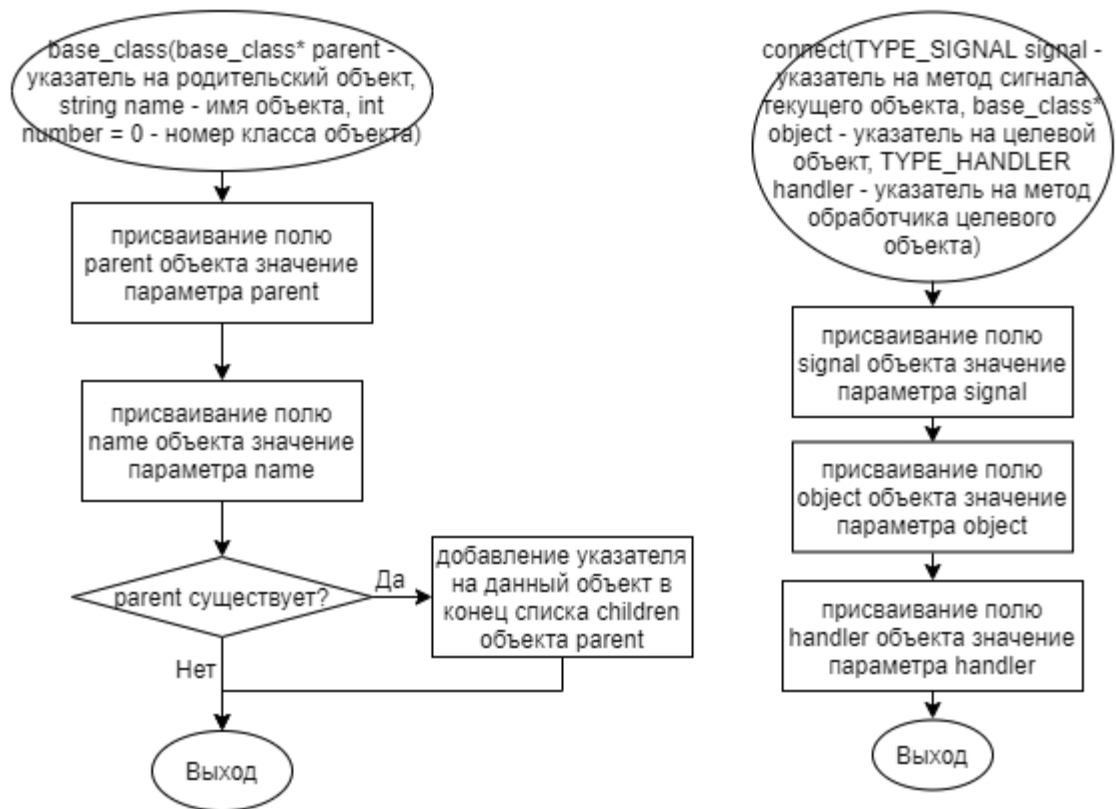 base_class(base_class* parent -
указатель на родительский объект,
string name - имя объекта, int
number = 0 - номер класса объекта)
присваивание полю
parent объекта значение
параметра parent
присваивание полю
name объекта значение
параметра name
parent существует?
Да
добавление указателя
на данный объект в
конец списка children
объекта parent
Нет
Выход
connect(TYPE_SIGNAL signal -
указатель на метод сигнала
текущего объекта, base_class*
object - указатель на целевой
объект, TYPE_HANDLER
handler - указатель на метод
обработчика целевого
объекта)
присваивание полю
signal объекта значение
параметра signal
присваивание полю
object объекта значение
параметра object
присваивание полю
handler объекта значение
параметра handler
Выход